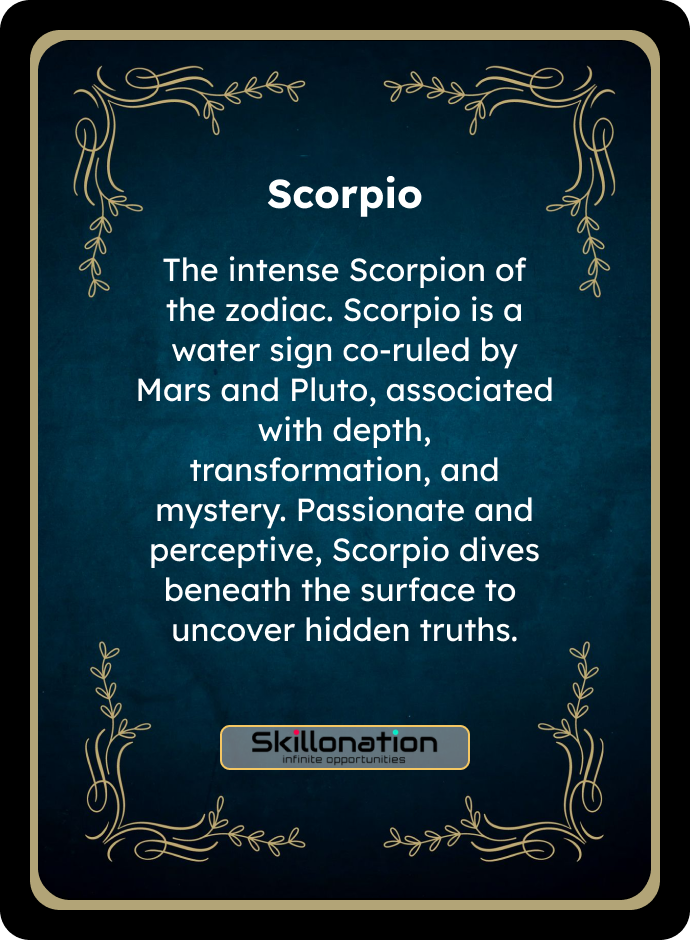 Scorpio
The intense Scorpion of
the zodiac. Scorpio is a
water sign co-ruled by
Mars and Pluto, associated
with depth,
transformation, and
mystery. Passionate and
perceptive, Scorpio dives
beneath the surface to
uncover hidden truths.
Skillonation
infinite opportunities